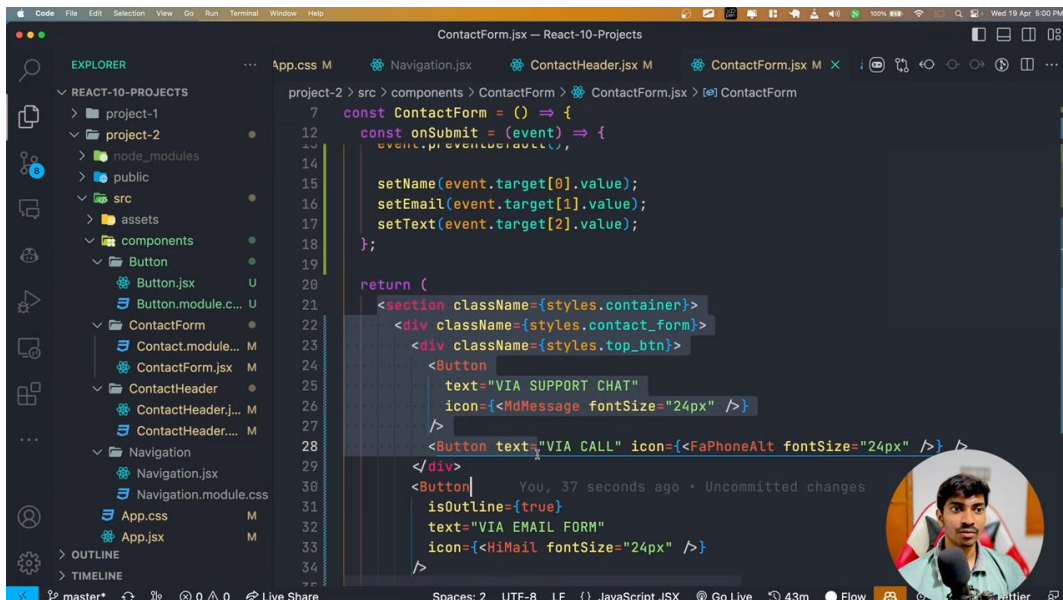 Code File Edit Selection View Go Run Terminal Window Help 100% Wed 19 Apr 5:00 PM
ContactForm.jsx — React-10-Projects
EXPLORER ··· App.css M Navigation.jsx ContactHeader.jsx M ContactForm.jsx M ×
REACT-10-PROJECTS
project-2 > src > components > ContactForm > ContactForm.jsx > ContactForm
project-1
project-2
node_modules
8
public
src
assets
components
Button
Button.jsx U
Button.module.c... U
ContactForm
Contact.module... M
ContactForm.jsx M
ContactHeader
ContactHeader.j... M
ContactHeader.... M
Navigation
Navigation.jsx
Navigation.module.css
App.css M
App.jsx M
OUTLINE
TIMELINE
7 const ContactForm = () ⇒ {
12 const onSubmit = (event) ⇒ {
13 event.preventDefault();
14
15 setName(event.target[0].value);
16 setEmail(event.target[1].value);
17 setText(event.target[2].value);
18 };
19
20 return (
21 <section className={styles.container}>
22 <div className={styles.contact_form}>
23 <div className={styles.top_btn}>
24 <Button
25 text="VIA SUPPORT CHAT"
26 icon={<MdMessage fontSize="24px" />}
27 />
28 <Button text="VIA CALL" icon={<FaPhoneAlt fontSize="24px" />} />
29 </div>
30 <Button You, 37 seconds ago • Uncommitted changes
31 isOutline={true}
32 text="VIA EMAIL FORM"
33 icon={<HiMail fontSize="24px" />}
34 />
35
master* 0 0 Live Share Spaces: 2 UTF-8 LF {} JavaScript JSX Go Live 43m Flow